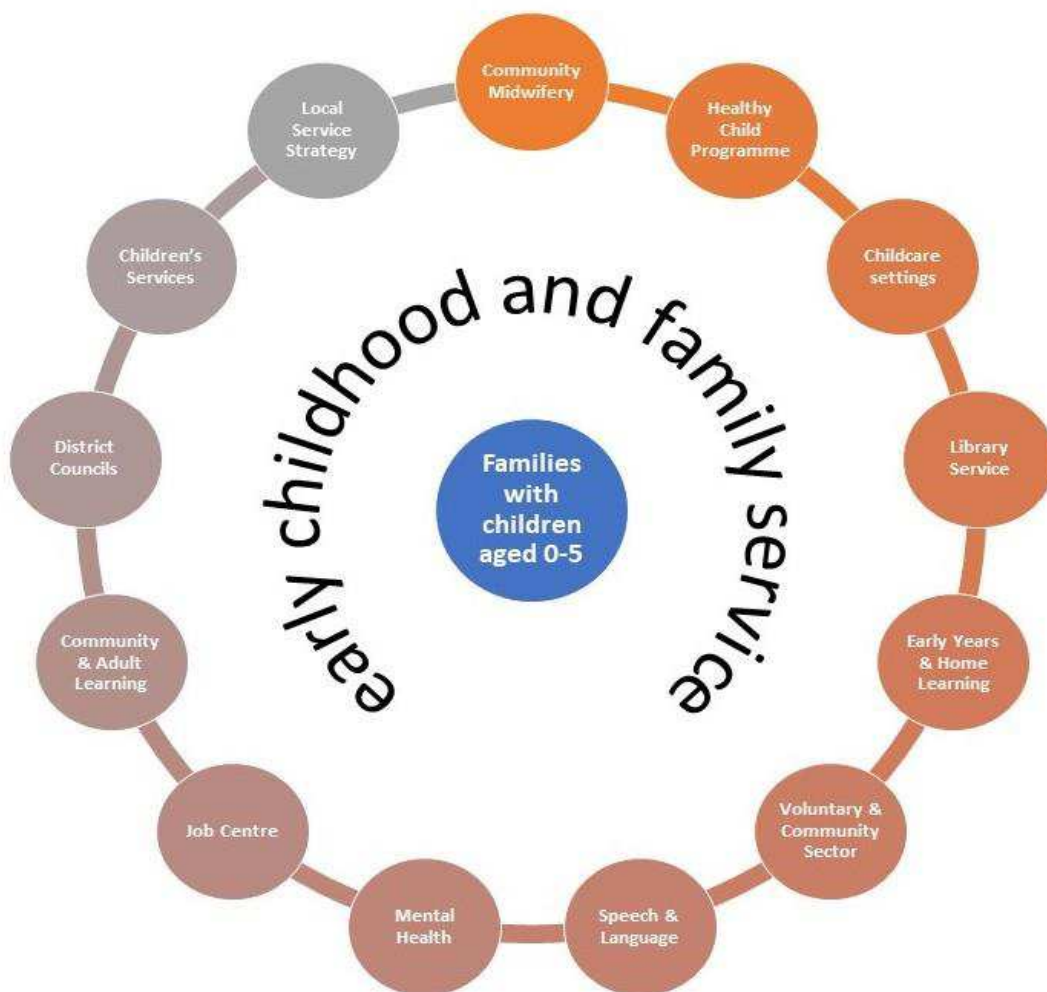 Community
Midwifery
Healthy
Child
Programme
Childcare
settings
Library
Service
Early Years
& Home
Learning
Voluntary &
Community
Sector
Speech &
Language
Mental
Health
Job Centre
Community
& Adult
Learning
District
Councils
Children's
Services
Local
Service
Strategy
early childhood and family service
Families
with
children
aged 0-5